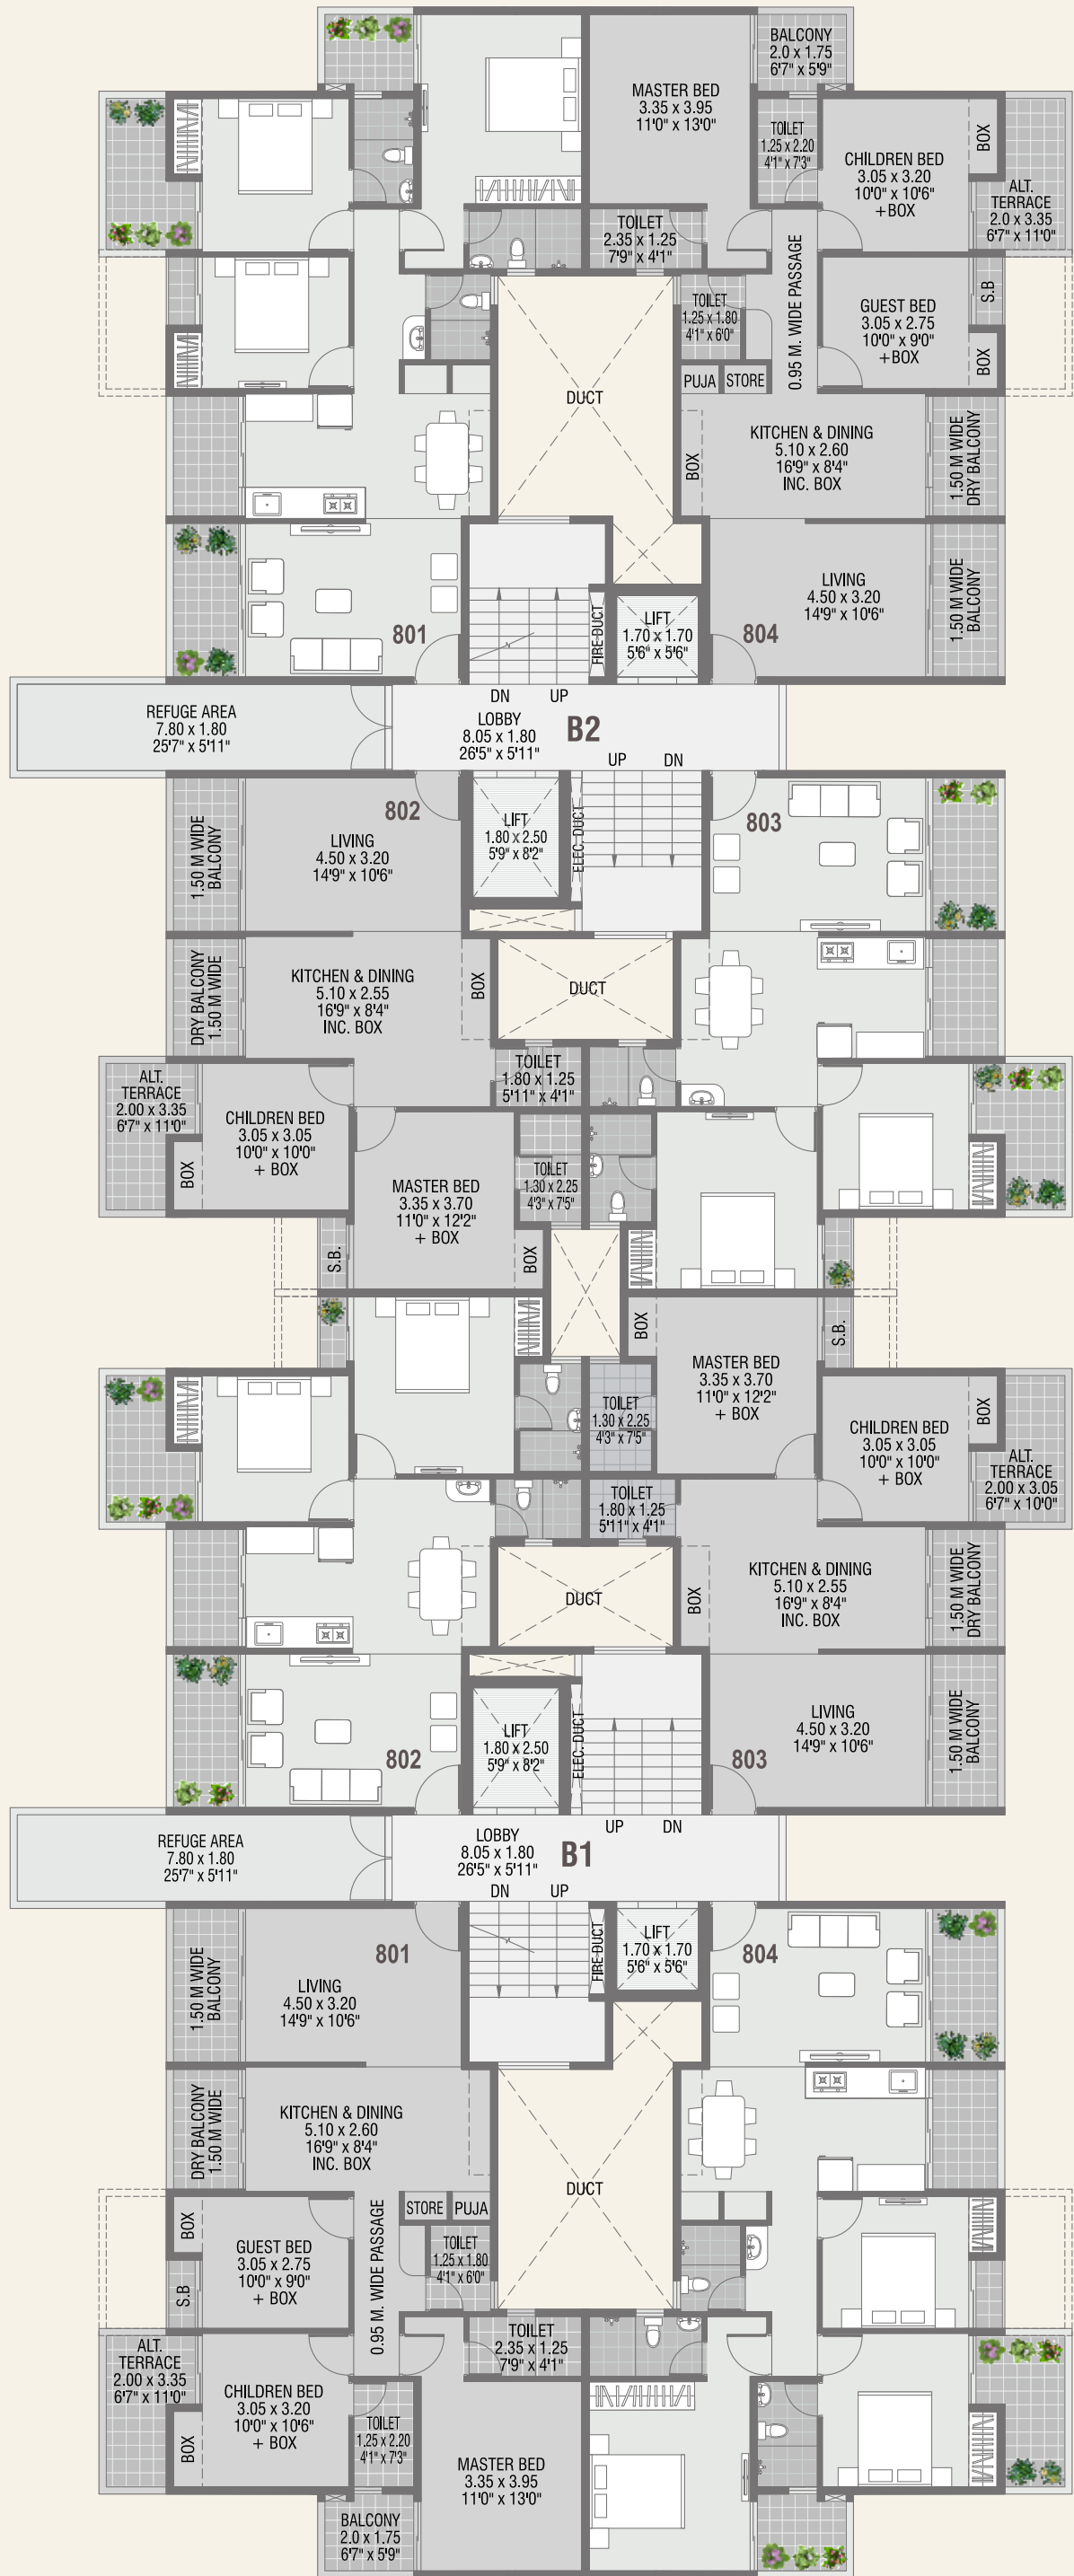 BALCONY
2.0 x 1.75
6'7" x 5'9"
MASTER BED
3.35 x 3.95
11'0" x 13'0"
TOILET
1.25 x 2.20
4'1" x 7'3"
CHILDREN BED
3.05 x 3.20
10'0" x 10'6"
+BOX
BOX
ALT.
TERRACE
2.0 x 3.35
6'7" x 11'0"
TOILET
2.35 x 1.25
7'9" x 4'1"
0.95 M. WIDE PASSAGE
TOILET
1.25 x 1.80
4'1" x 6'0"
GUEST BED
3.05 x 2.75
10'0" x 9'0"
+BOX
S.B
BOX
DUCT
PUJA
STORE
KITCHEN & DINING
5.10 x 2.60
16'9" x 8'4"
INC. BOX
BOX
1.50 M WIDE
DRY BALCONY
LIVING
4.50 x 3.20
14'9" x 10'6"
1.50 M WIDE
BALCONY
801
FIRE DUCT
LIFT
1.70 x 1.70
5'6" x 5'6"
804
DN
UP
REFUGE AREA
7.80 x 1.80
25'7" x 5'11"
LOBBY
8.05 x 1.80
26'5" x 5'11"
B2
UP
DN
802
LIFT
1.80 x 2.50
5'9" x 8'2"
ELEC. DUCT
803
1.50 M WIDE
BALCONY
LIVING
4.50 x 3.20
14'9" x 10'6"
DRY BALCONY
1.50 M WIDE
KITCHEN & DINING
5.10 x 2.55
16'9" x 8'4"
INC. BOX
BOX
DUCT
TOILET
1.80 x 1.25
5'11" x 4'1"
ALT.
TERRACE
2.00 x 3.35
6'7" x 11'0"
CHILDREN BED
3.05 x 3.05
10'0" x 10'0"
+ BOX
BOX
MASTER BED
3.35 x 3.70
11'0" x 12'2"
+ BOX
TOILET
1.30 x 2.25
4'3" x 7'5"
S.B.
BOX
BOX
S.B.
MASTER BED
3.35 x 3.70
11'0" x 12'2"
+ BOX
TOILET
1.30 x 2.25
4'3" x 7'5"
CHILDREN BED
3.05 x 3.05
10'0" x 10'0"
+ BOX
BOX
ALT.
TERRACE
2.00 x 3.05
6'7" x 10'0"
TOILET
1.80 x 1.25
5'11" x 4'1"
DUCT
BOX
KITCHEN & DINING
5.10 x 2.55
16'9" x 8'4"
INC. BOX
1.50 M WIDE
DRY BALCONY
LIVING
4.50 x 3.20
14'9" x 10'6"
1.50 M WIDE
BALCONY
LIFT
1.80 x 2.50
5'9" x 8'2"
ELEC. DUCT
802
803
UP
DN
REFUGE AREA
7.80 x 1.80
25'7" x 5'11"
LOBBY
8.05 x 1.80
26'5" x 5'11"
B1
DN
UP
801
FIRE DUCT
LIFT
1.70 x 1.70
5'6" x 5'6"
804
1.50 M WIDE
BALCONY
LIVING
4.50 x 3.20
14'9" x 10'6"
DRY BALCONY
1.50 M WIDE
KITCHEN & DINING
5.10 x 2.60
16'9" x 8'4"
INC. BOX
DUCT
STORE
PUJA
BOX
GUEST BED
3.05 x 2.75
10'0" x 9'0"
+ BOX
S.B
0.95 M. WIDE PASSAGE
TOILET
1.25 x 1.80
4'1" x 6'0"
TOILET
2.35 x 1.25
7'9" x 4'1"
ALT.
TERRACE
2.00 x 3.35
6'7" x 11'0"
CHILDREN BED
3.05 x 3.20
10'0" x 10'6"
+ BOX
BOX
TOILET
1.25 x 2.20
4'1" x 7'3"
MASTER BED
3.35 x 3.95
11'0" x 13'0"
BALCONY
2.0 x 1.75
6'7" x 5'9"